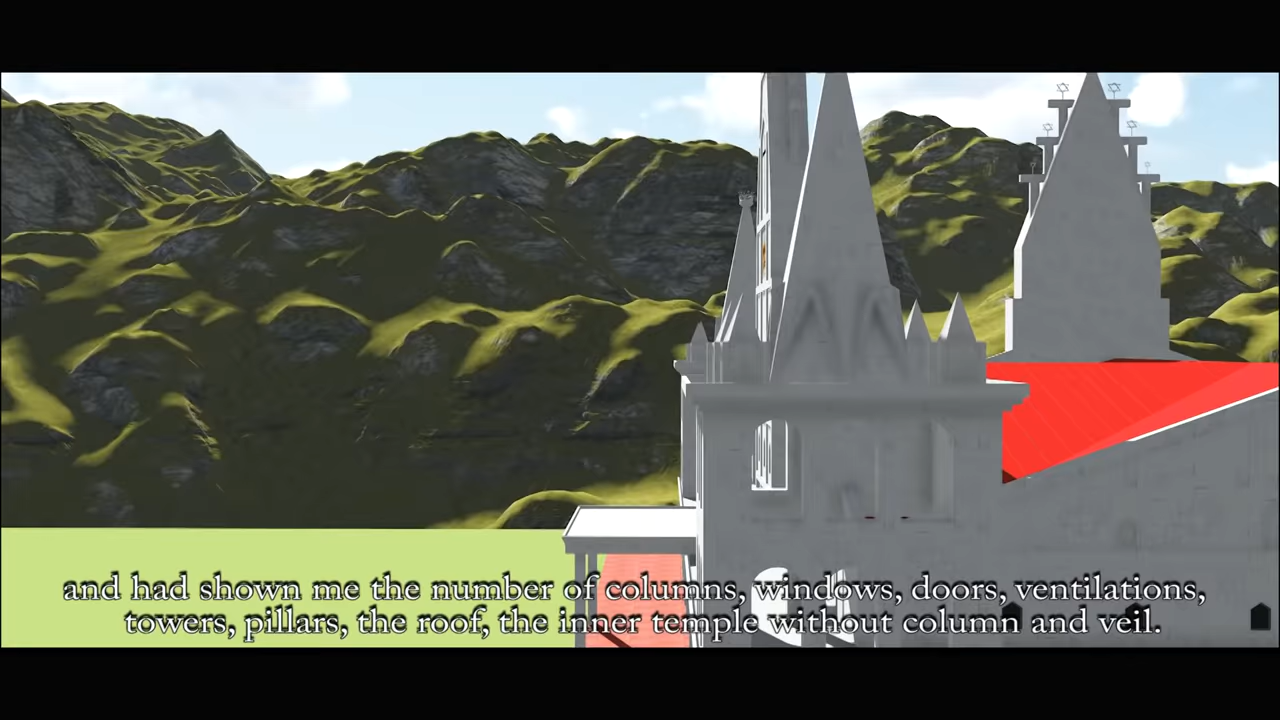 and had shown me the number of columns, windows, doors, ventilations,
towers, pillars, the roof, the inner temple without column and veil.